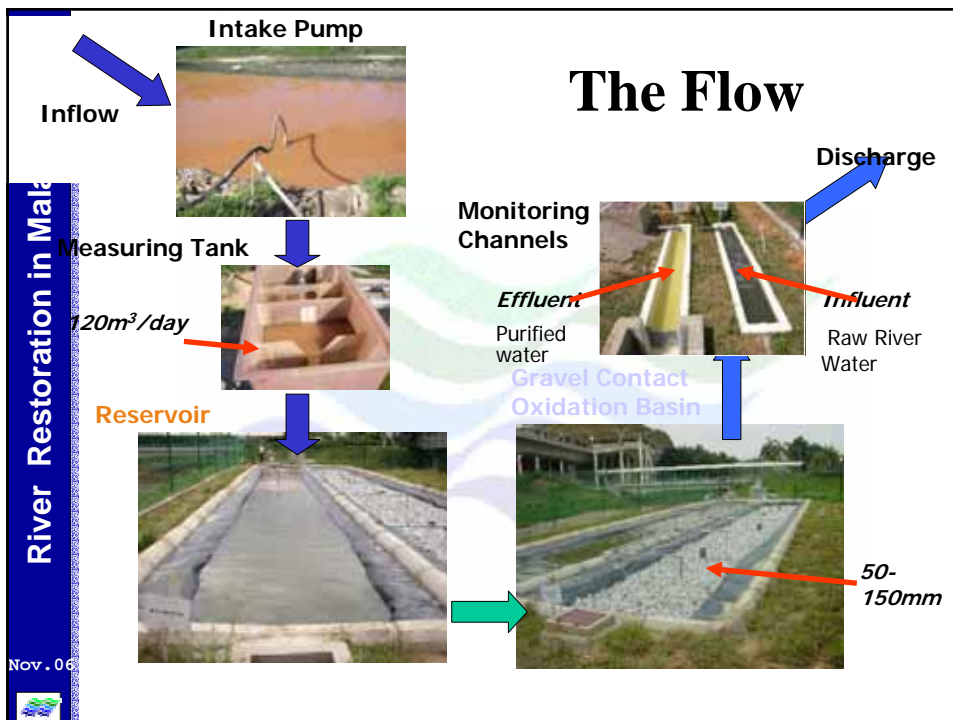 Intake Pump
The Flow
Inflow
Discharge
Monitoring
Channels
Measuring Tank
Effluent
Influent
120m³/day
Purified
water
Raw River
Water
Gravel Contact
Oxidation Basin
Reservoir
50-
150mm
River Restoration in Mala
Nov.06